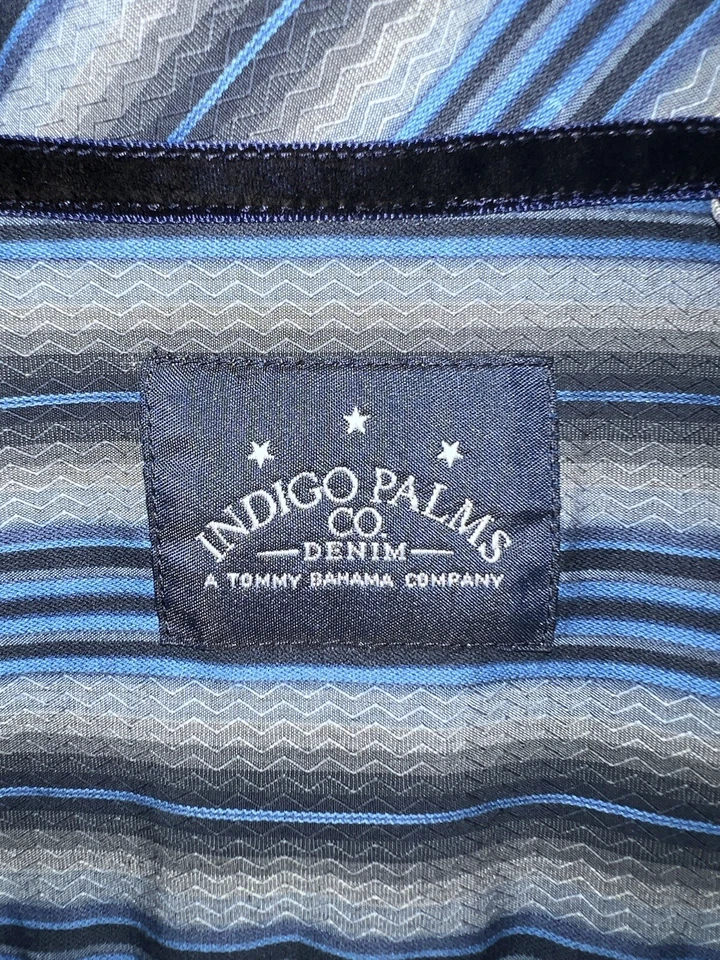 INDIGO PALMS
CO.
DENIM
A TOMMY BAHAMA COMPANY